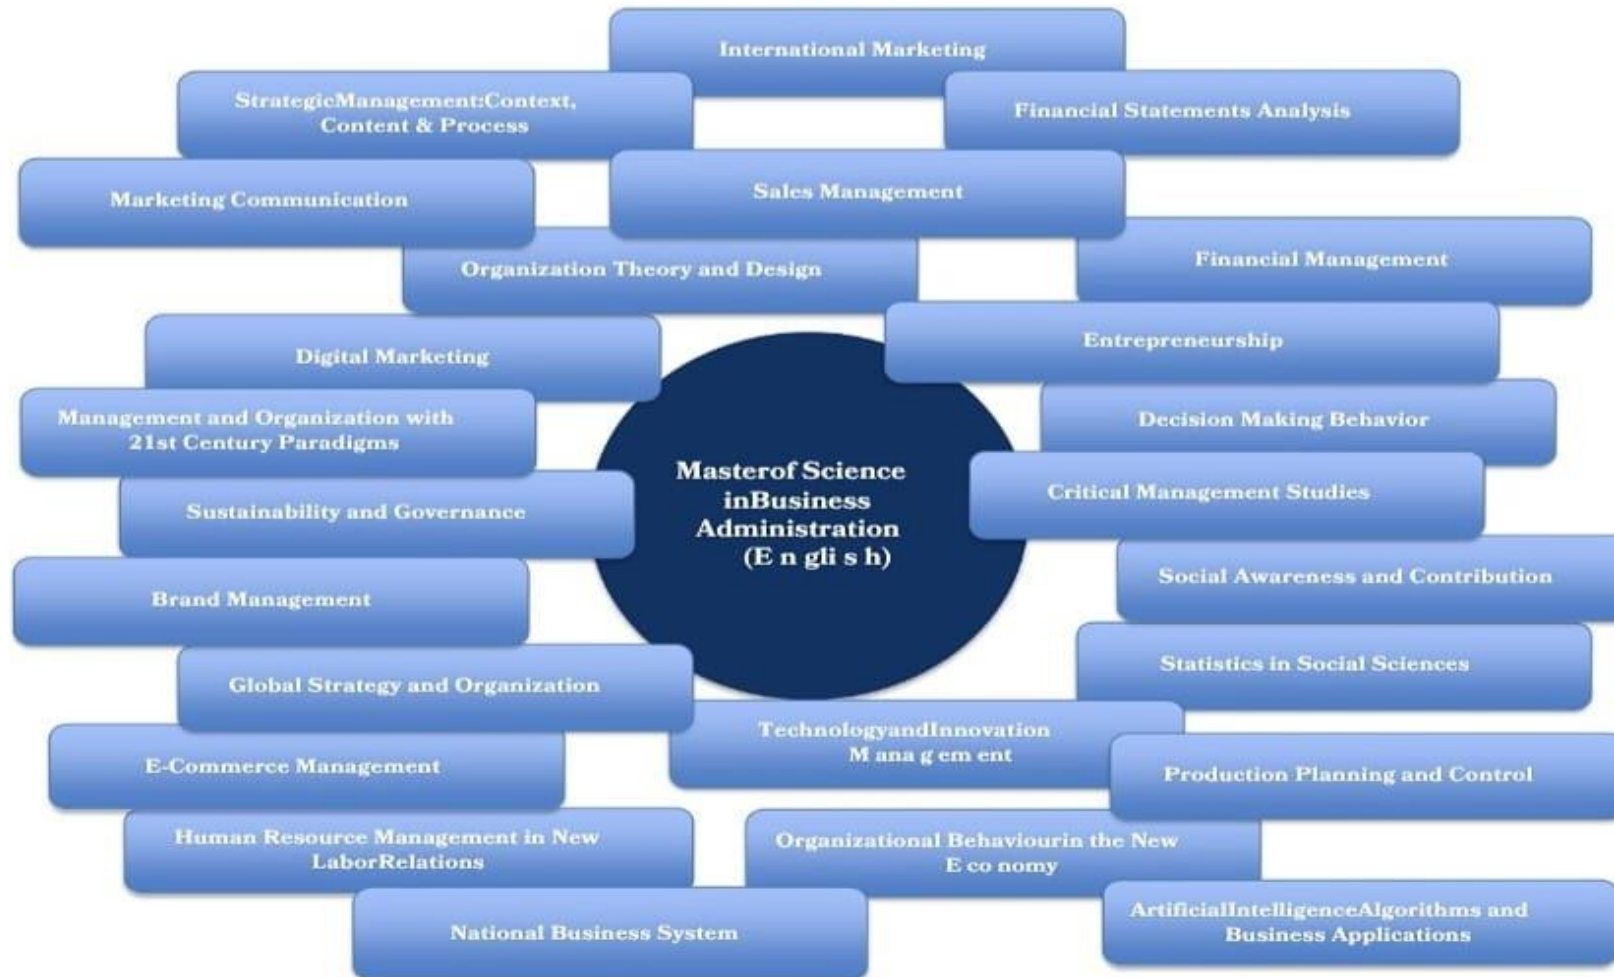 International Marketing
StrategicManagement:Context,
Content & Process
Financial Statements Analysis
Marketing Communication
Sales Management
Organization Theory and Design
Financial Management
Entrepreneurship
Digital Marketing
Management and Organization with
21st Century Paradigms
Decision Making Behavior
Masterof Science
inBusiness
Administration
(E n gli s h)
Critical Management Studies
Sustainability and Governance
Social Awareness and Contribution
Brand Management
Statistics in Social Sciences
Global Strategy and Organization
TechnologyandInnovation
M ana g em ent
E-Commerce Management
Production Planning and Control
Human Resource Management in New
LaborRelations
Organizational Behaviourin the New
E co nomy
National Business System
ArtificialIntelligenceAlgorithms and
Business Applications